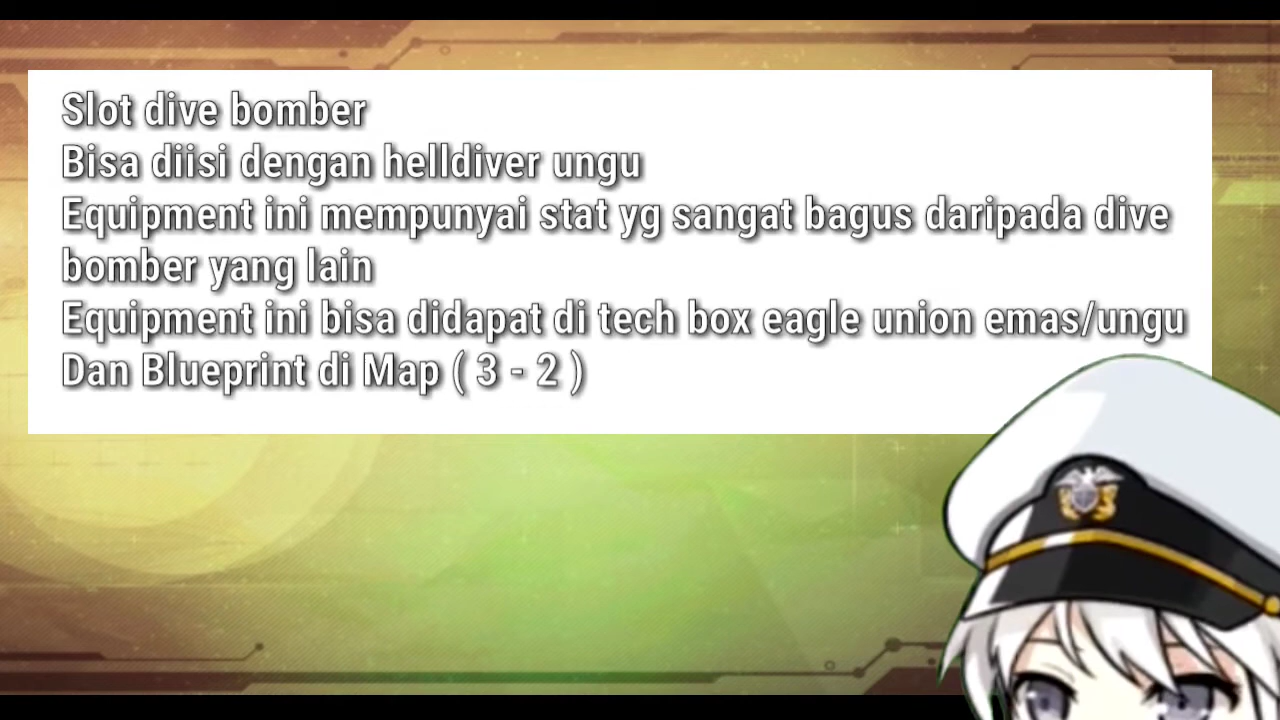 Slot dive bomber
Bisa diisi dengan helldiver ungu
Equipment ini mempunyai stat yg sangat bagus daripada dive
bomber yang lain
Equipment ini bisa didapat di tech box eagle union emas/ungu
Dan Blueprint di Map ( 3 - 2 )